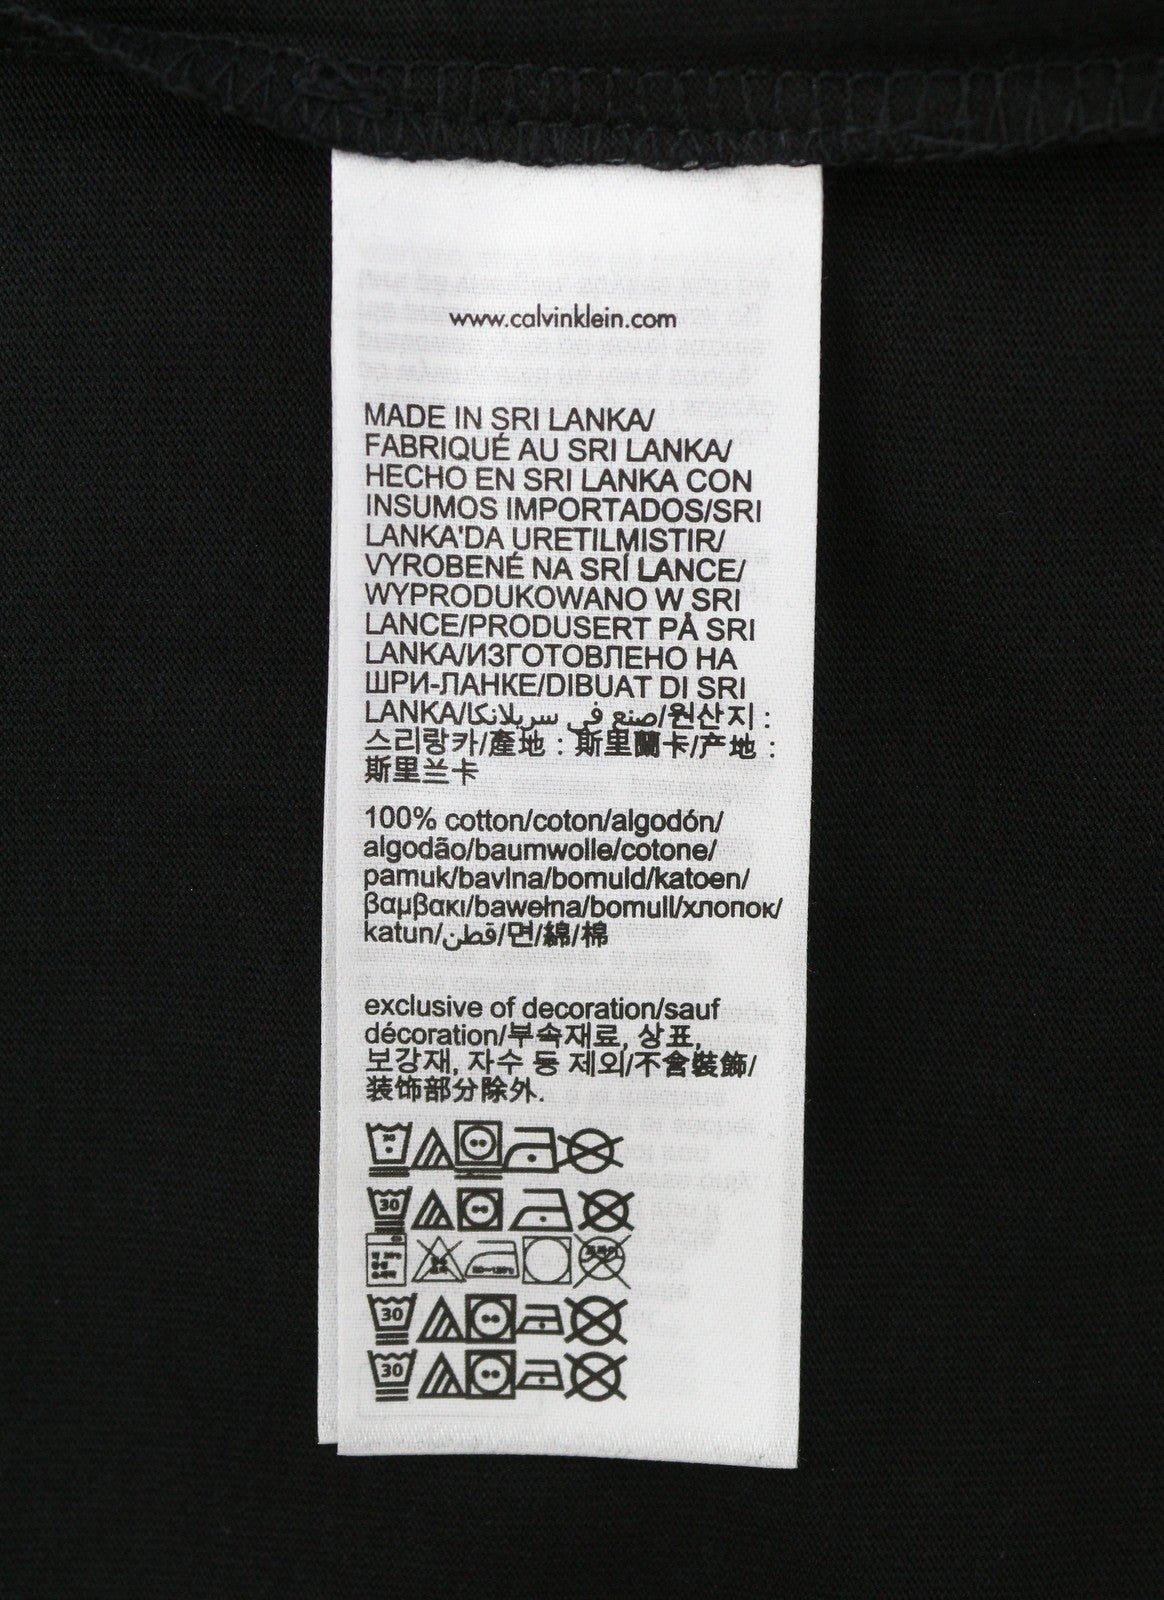 www.calvinklein.com
MADE IN SRI LANKA/
FABRIQUÉ AU SRI LANKA/
HECHO EN SRI LANKA CON
INSUMOS IMPORTADOS/SRI
LANKA'DA URETILMISTIR/
VYROBENÉ NA SRÍ LANCE/
WYPRODUKOWANO W SRI
LANCE/PRODUSERT PÅ SRI
LANKA/ИЗГОТОВЛЕНО НА
ШРИ-ЛАНКЕ/DIBUAT DI SRI
LANKA/صنع في سريلانكا/원산지 :
스리랑카/產地 : 斯里蘭卡/产地 :
斯里兰卡
100% cotton/coton/algodón/
algodão/baumwolle/cotone/
pamuk/bavlna/bomuld/katoen/
βαμβακι/bawełna/bomull/хлопок/
katun/قطن/면/綿/棉
exclusive of decoration/sauf
décoration/부속재료, 상표,
보강재, 자수 등 제외/不含裝飾/
装饰部分除外.
30
30
30
30